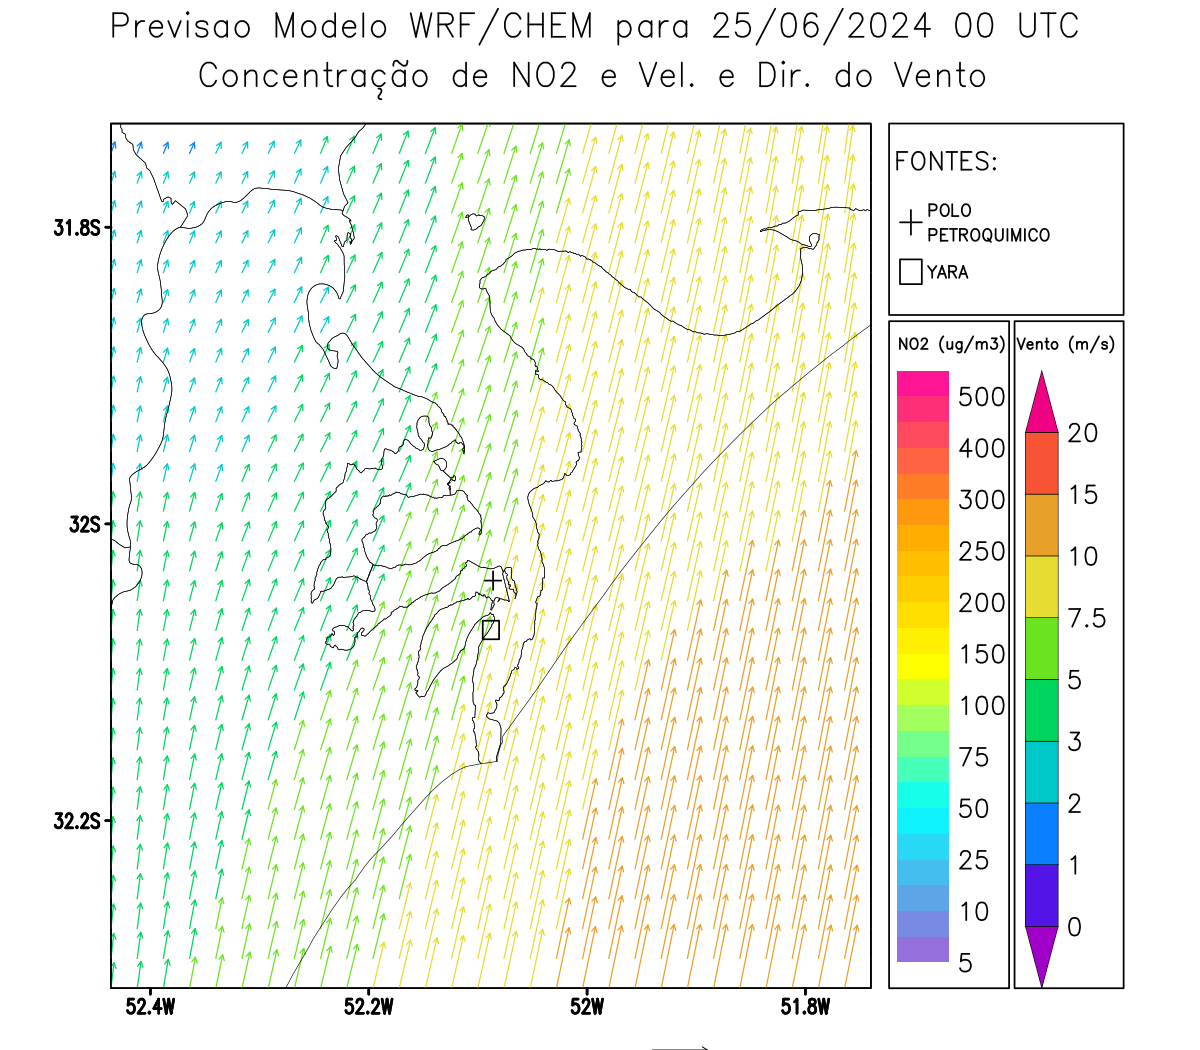 Previsao Modelo WRF/CHEM para 25/06/2024 00 UTC
Concentração de NO2 e Vel. e Dir. do Vento
FONTES:
POLO
PETROQUIMICO
YARA
NO2 (ug/m3)
500
400
300
250
200
150
100
75
50
25
10
5
Vento (m/s)
20
15
10
7.5
5
3
2
1
0
31.8S
32S
32.2S
52.4W
52.2W
52W
51.8W